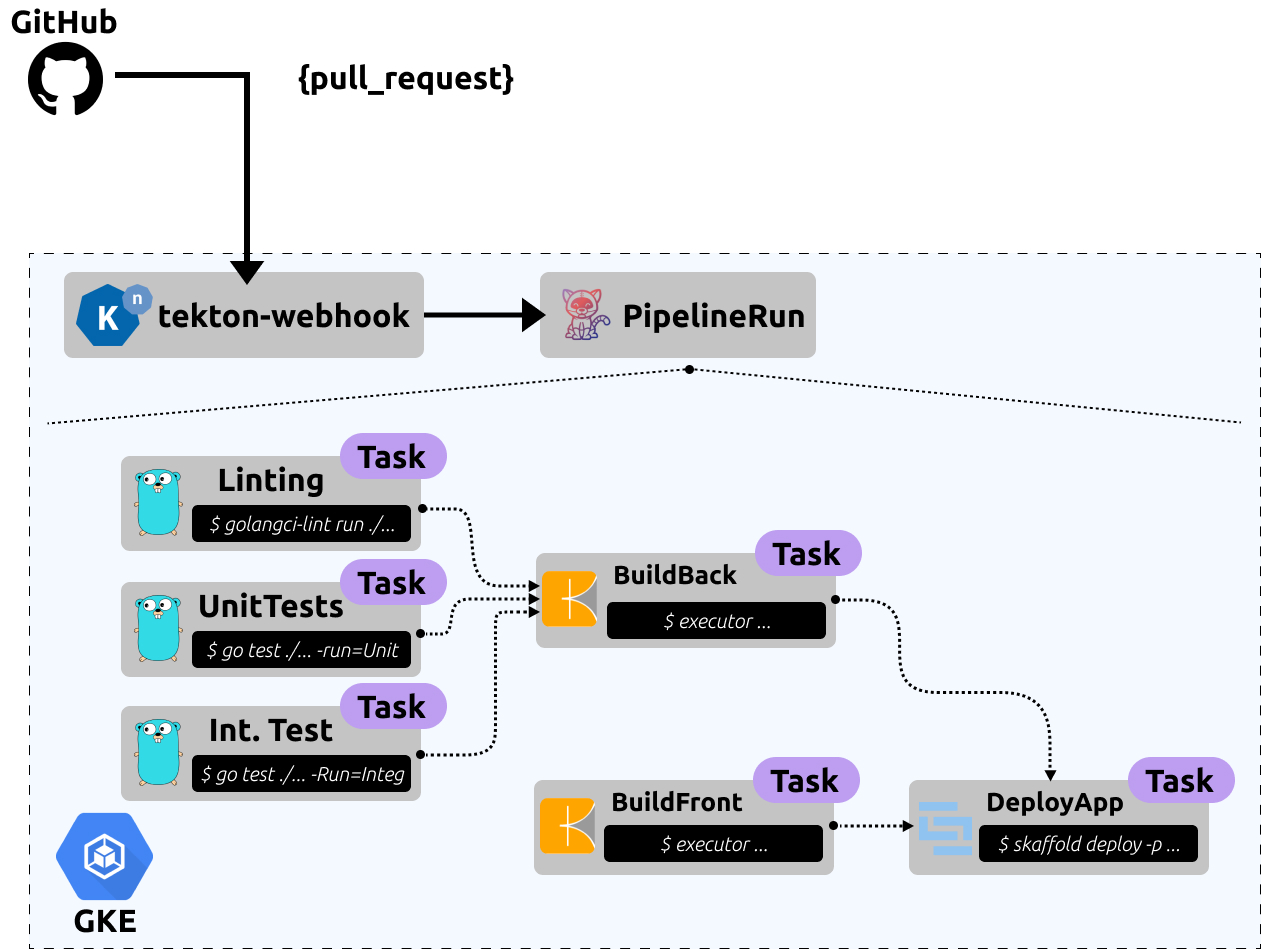 GitHub
{pull_request}
K n
tekton-webhook
PipelineRun
Task
Linting
$ golangci-lint run ./...
Task
UnitTests
$ go test ./... -run=Unit
Task
Int. Test
$ go test ./... -Run=Integ
Task
BuildBack
$ executor ...
Task
BuildFront
$ executor ...
Task
DeployApp
$ skaffold deploy -p ...
GKE